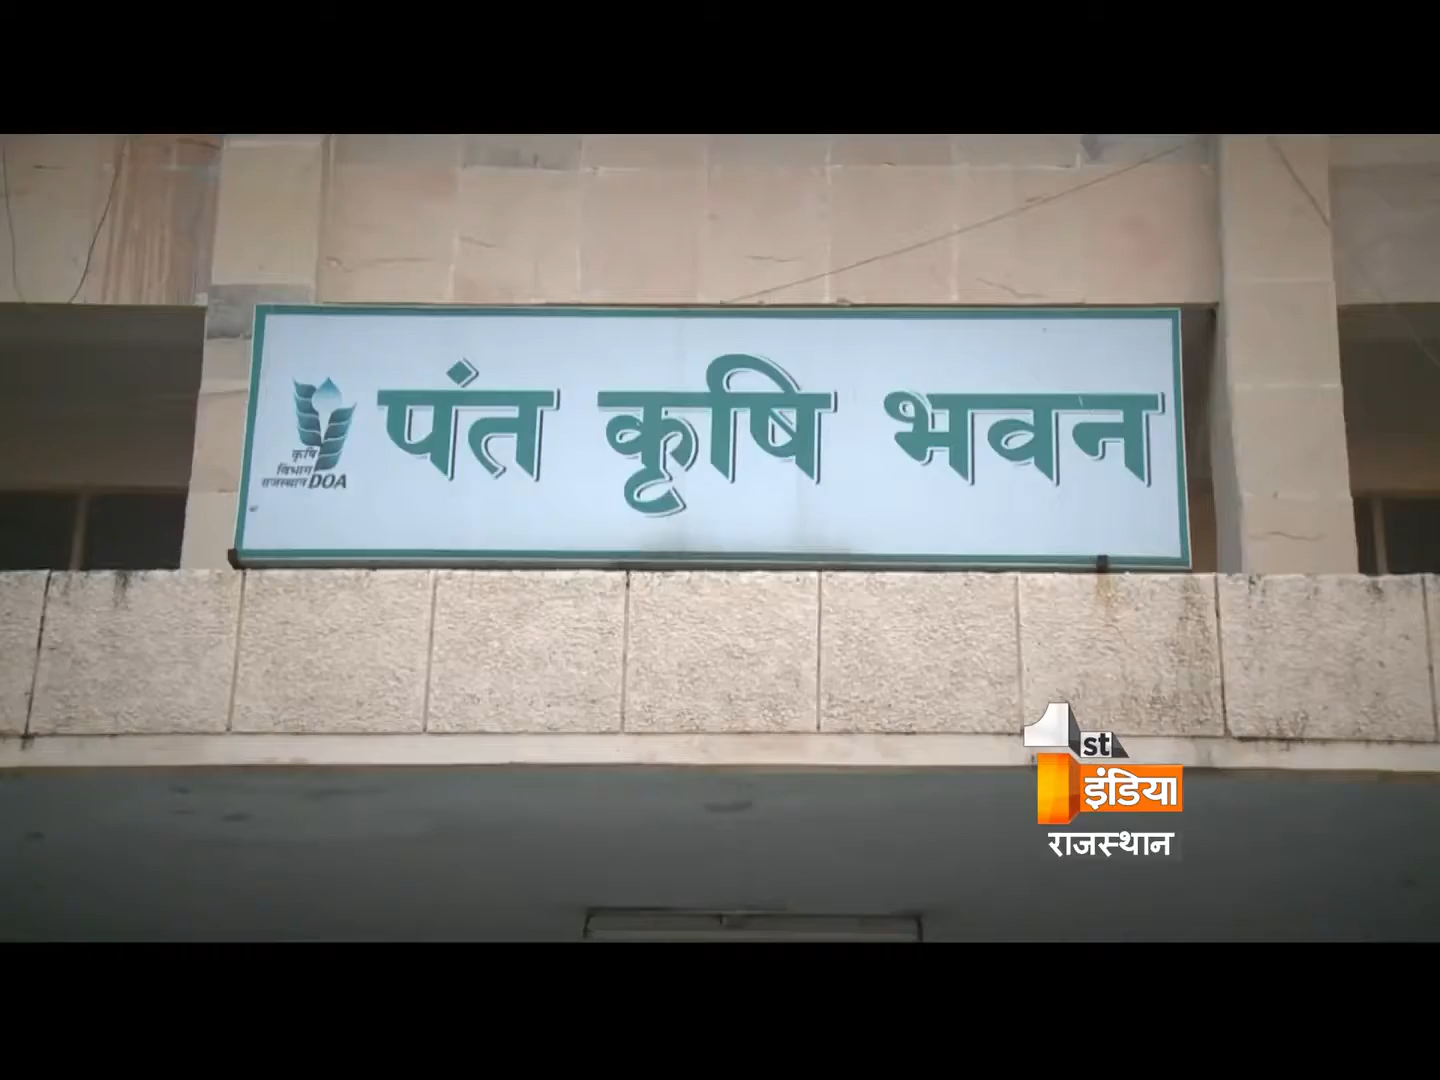 पंत कृषि भवन
कृषि
विभाग
राजस्थान DOA
1st
इंडिया
राजस्थान